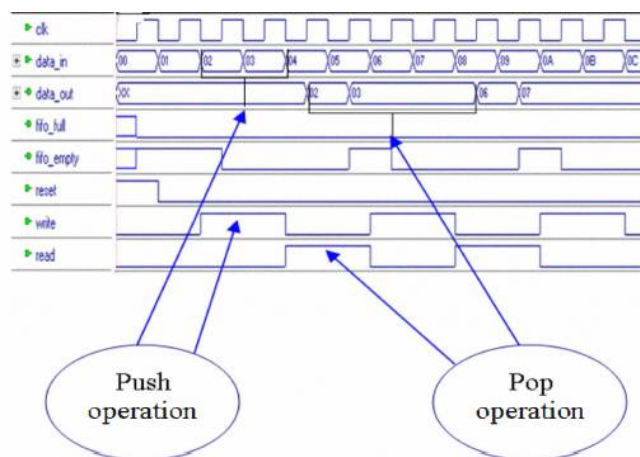 clk
data_in 00 01 02 03 04 05 06 07 08 09 0A 0B 0C
data_out XX 02 03 06 07
fifo_full
fifo_empty
reset
write
read
Push
operation
Pop
operation